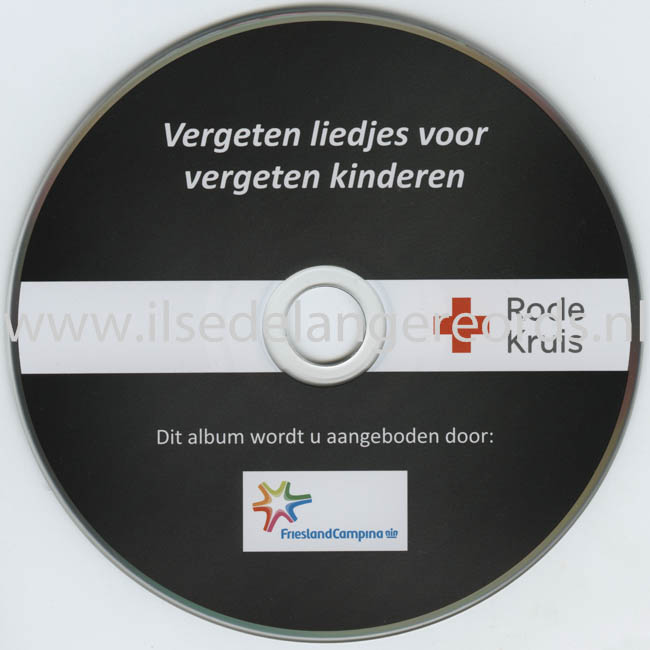 Vergeten liedjes voor
vergeten kinderen
www.ilsedelangerecords.nl
Rode
Kruis
Dit album wordt u aangeboden door:
FrieslandCampina